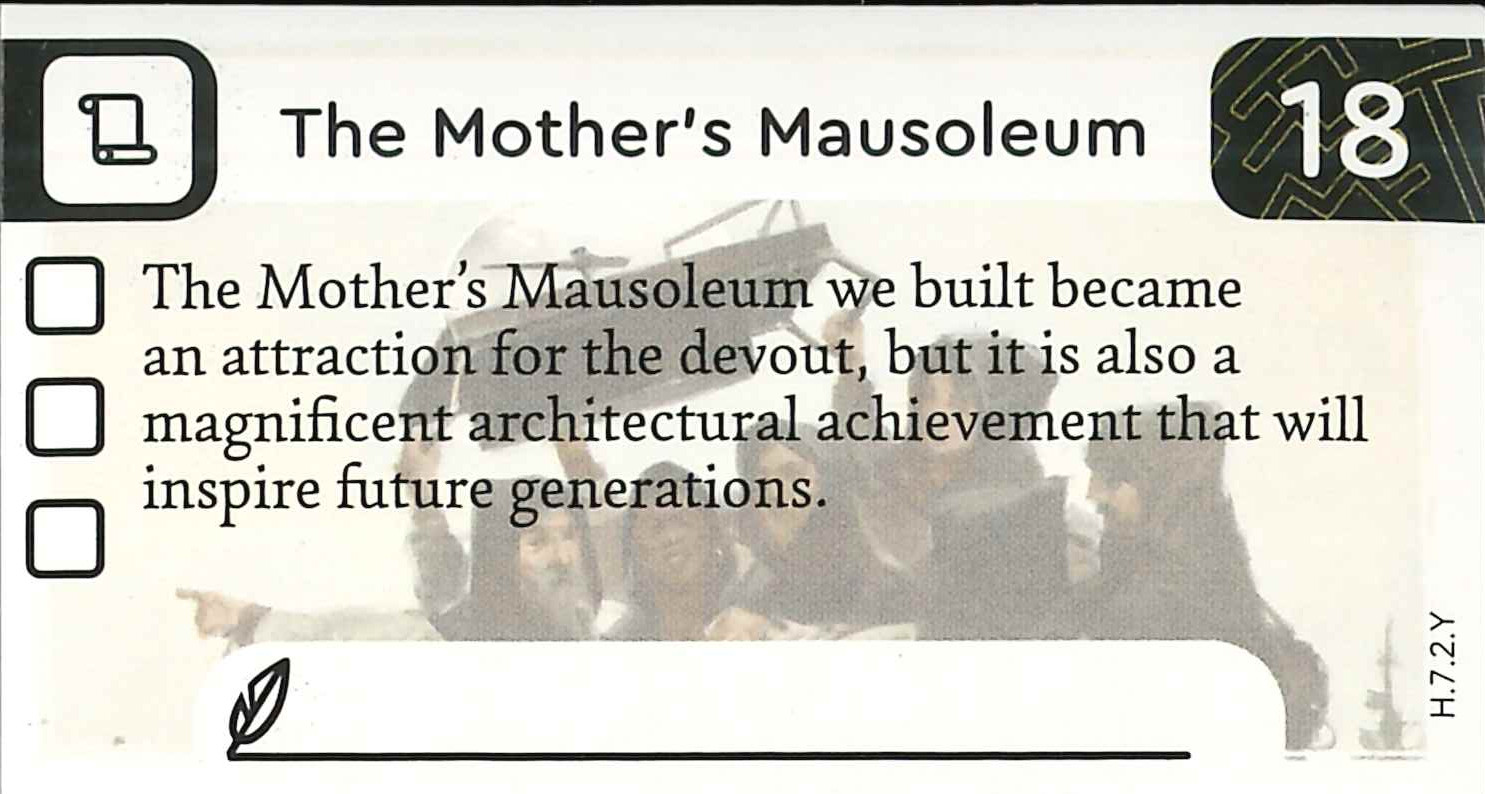 The Mother's Mausoleum
18
The Mother’s Mausoleum we built became
an attraction for the devout, but it is also a
magnificent architectural achievement that will
inspire future generations.
H.7.2.Y